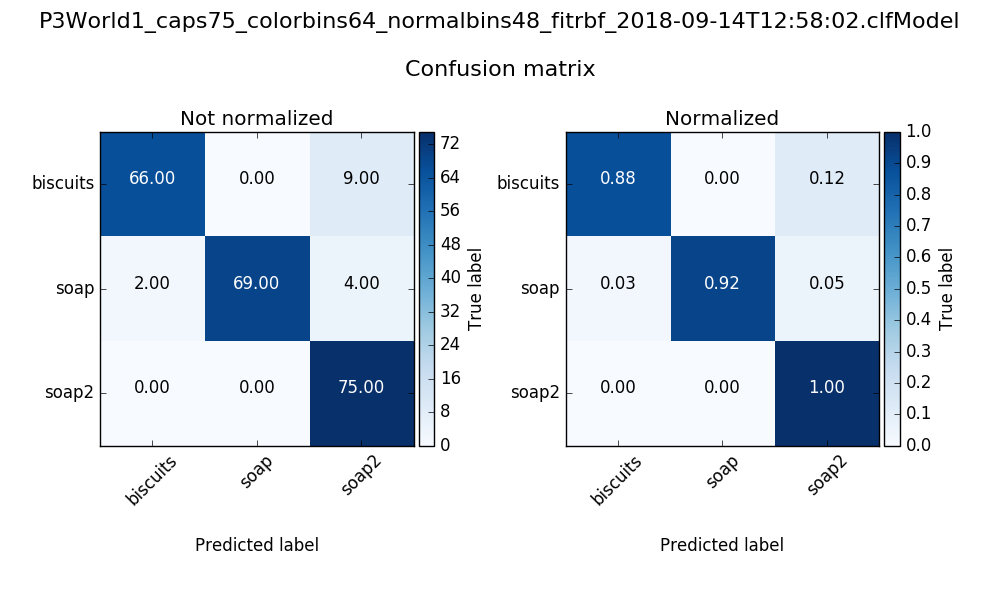 P3World1_caps75_colorbins64_normalbins48_fitrbf_2018-09-14T12:58:02.clfModel
Confusion matrix
Not normalized
biscuits 66.00 0.00 9.00
soap 2.00 69.00 4.00
soap2 0.00 0.00 75.00
biscuits soap soap2
Predicted label
72
64
56
48
40
32
24
16
8
0
True label
Normalized
biscuits 0.88 0.00 0.12
soap 0.03 0.92 0.05
soap2 0.00 0.00 1.00
biscuits soap soap2
Predicted label
1.0
0.9
0.8
0.7
0.6
0.5
0.4
0.3
0.2
0.1
0.0
True label